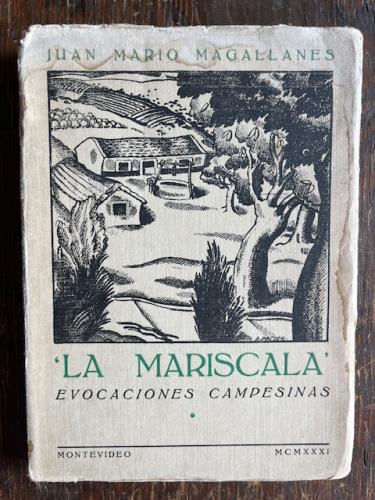 JUAN MARIO MAGALLANES
'LA MARISCALA'
EVOCACIONES CAMPESINAS
MONTEVIDEO MCMXXXI